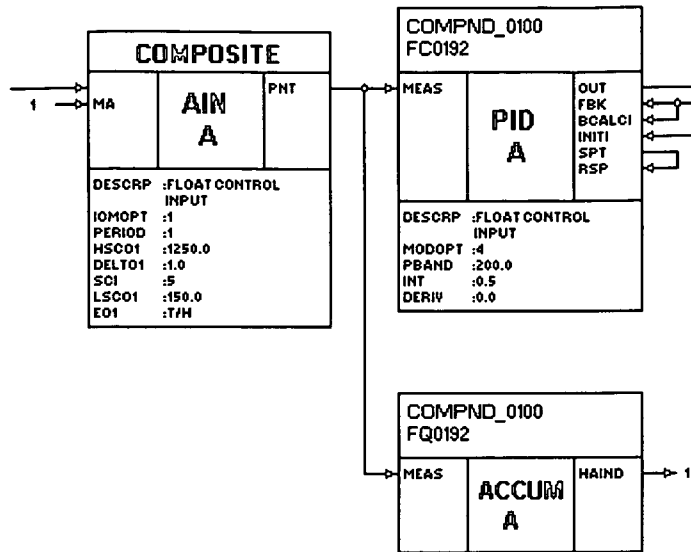 COMPOSITE
1
MA
AIN
A
PNT
DESCRP :FLOAT CONTROL
INPUT
IOMOPT :1
PERIOD :1
HSCO1 :1250.0
DELTO1 :1.0
SCI :5
LSCO1 :150.0
EO1 :T/H
COMPND_0100
FC0192
MEAS
PID
A
OUT
FBK
BCALCI
INITI
SPT
RSP
DESCRP :FLOAT CONTROL
INPUT
MODOPT :4
PBAND :200.0
INT :0.5
DERIV :0.0
COMPND_0100
FQ0192
MEAS
ACCUM
A
HAIND
1